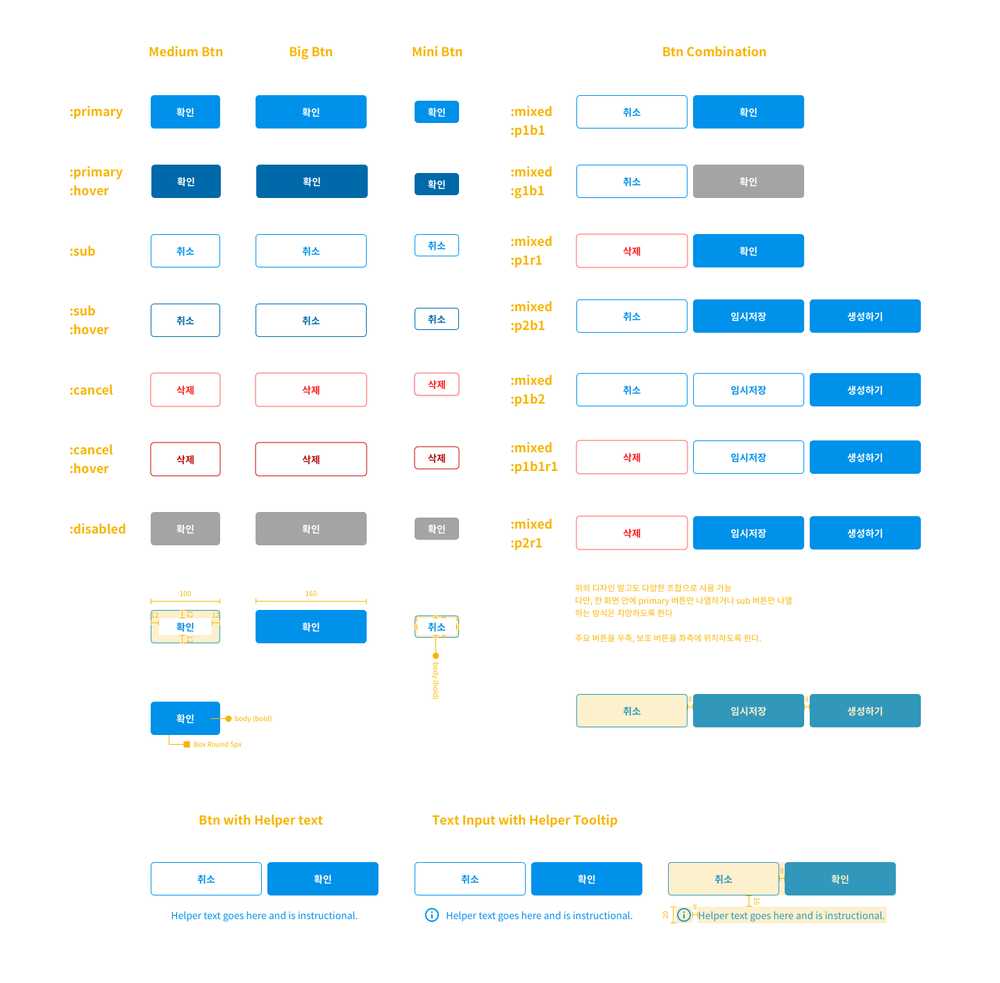 Medium Btn
Big Btn
Mini Btn
Btn Combination
:primary
확인
확인
확인
:mixed
:p1b1
취소
확인
:primary
:hover
확인
확인
확인
:mixed
:g1b1
취소
확인
:sub
취소
취소
취소
:mixed
:p1r1
삭제
확인
:sub
:hover
취소
취소
취소
:mixed
:p2b1
취소
임시저장
생성하기
:cancel
삭제
삭제
삭제
:mixed
:p1b2
취소
임시저장
생성하기
:cancel
:hover
삭제
삭제
삭제
:mixed
:p1b1r1
삭제
임시저장
생성하기
:disabled
확인
확인
확인
:mixed
:p2r1
삭제
임시저장
생성하기
100
160
확인
확인
취소
body (bold)
위의 디자인 말고도 다양한 조합으로 사용 가능
다만, 한 화면 안에 primary 버튼만 나열하거나 sub 버튼만 나열
하는 방식은 지양하도록 한다
주요 버튼을 우측, 보조 버튼을 좌측에 위치하도록 한다.
확인
body (bold)
Box Round 5px
취소
임시저장
생성하기
Btn with Helper text
Text Input with Helper Tooltip
취소
확인
취소
확인
취소
확인
Helper text goes here and is instructional.
Helper text goes here and is instructional.
20
Helper text goes here and is instructional.